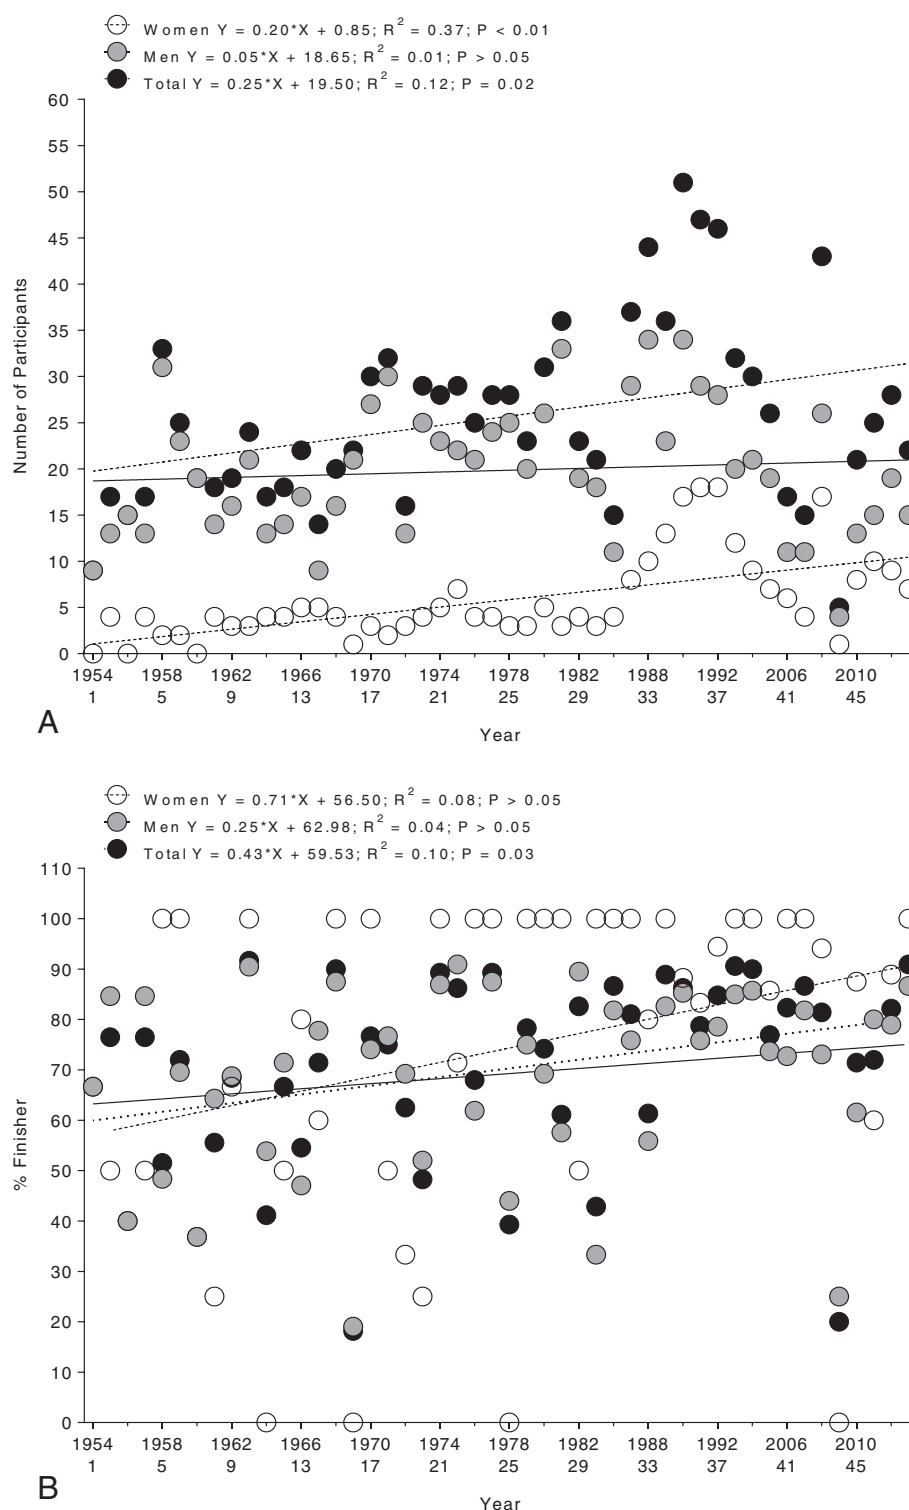 Women Y = 0.20*X + 0.85; R² = 0.37; P < 0.01
Men Y = 0.05*X + 18.65; R² = 0.01; P > 0.05
Total Y = 0.25*X + 19.50; R² = 0.12; P = 0.02
60
55
50
45
40
35
30
25
20
15
10
5
0
Number of Participants
1954 1958 1962 1966 1970 1974 1978 1982 1988 1992 2006 2010
1 5 9 13 17 21 25 29 33 37 41 45
A
Year
Women Y = 0.71*X + 56.50; R² = 0.08; P > 0.05
Men Y = 0.25*X + 62.98; R² = 0.04; P > 0.05
Total Y = 0.43*X + 59.53; R² = 0.10; P = 0.03
110
100
90
80
70
60
50
40
30
20
10
0
% Finisher
1954 1958 1962 1966 1970 1974 1978 1982 1988 1992 2006 2010
1 5 9 13 17 21 25 29 33 37 41 45
B
Year